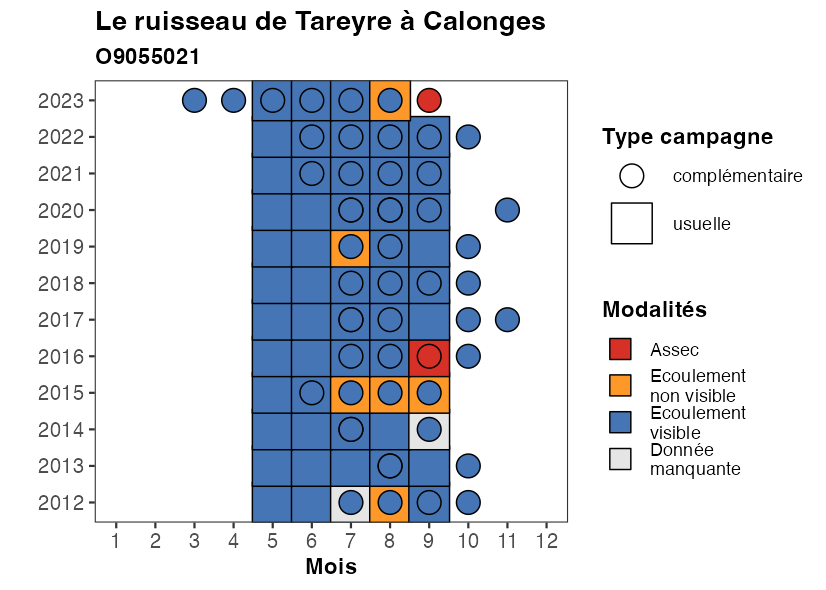 Le ruisseau de Tareyre à Calonges
O9055021
2023
2022
2021
2020
2019
2018
2017
2016
2015
2014
2013
2012
1 2 3 4 5 6 7 8 9 10 11 12
Mois
Type campagne
complémentaire
usuelle
Modalités
Assec
Ecoulement
non visible
Ecoulement
visible
Donnée
manquante